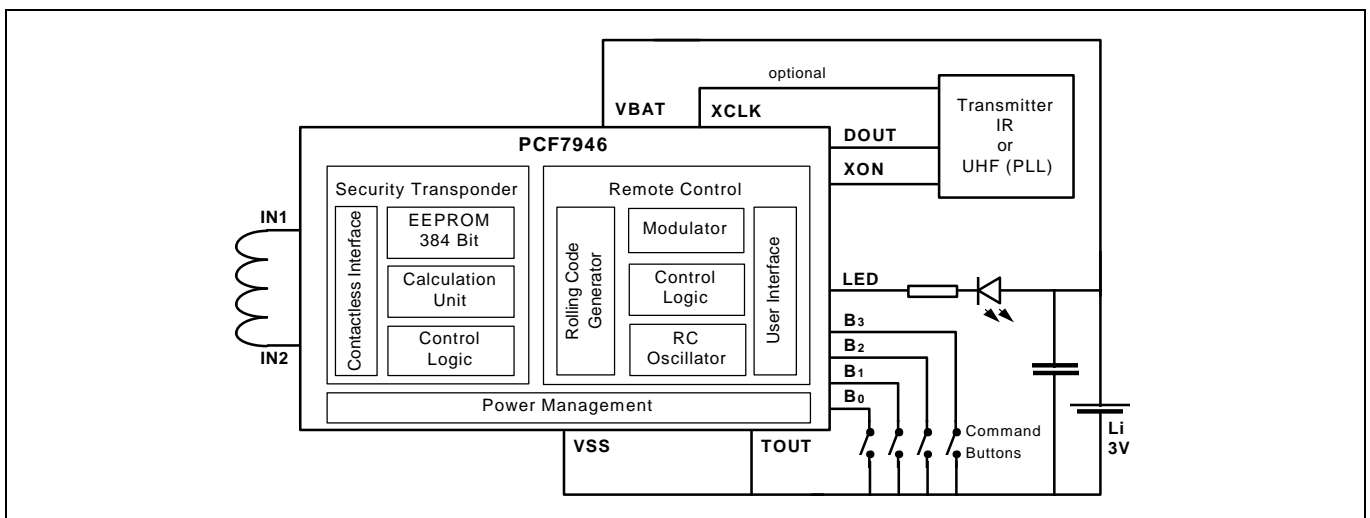 optional
VBAT
XCLK
Transmitter
IR
or
UHF (PLL)
DOUT
XON
PCF7946
Security Transponder
Remote Control
IN1
IN2
Contactless Interface
EEPROM
384 Bit
Calculation
Unit
Control
Logic
Rolling Code
Generator
Modulator
Control
Logic
RC
Oscillator
User Interface
LED
B3
B2
B1
B0
Power Management
VSS
TOUT
Command
Buttons
Li
3V